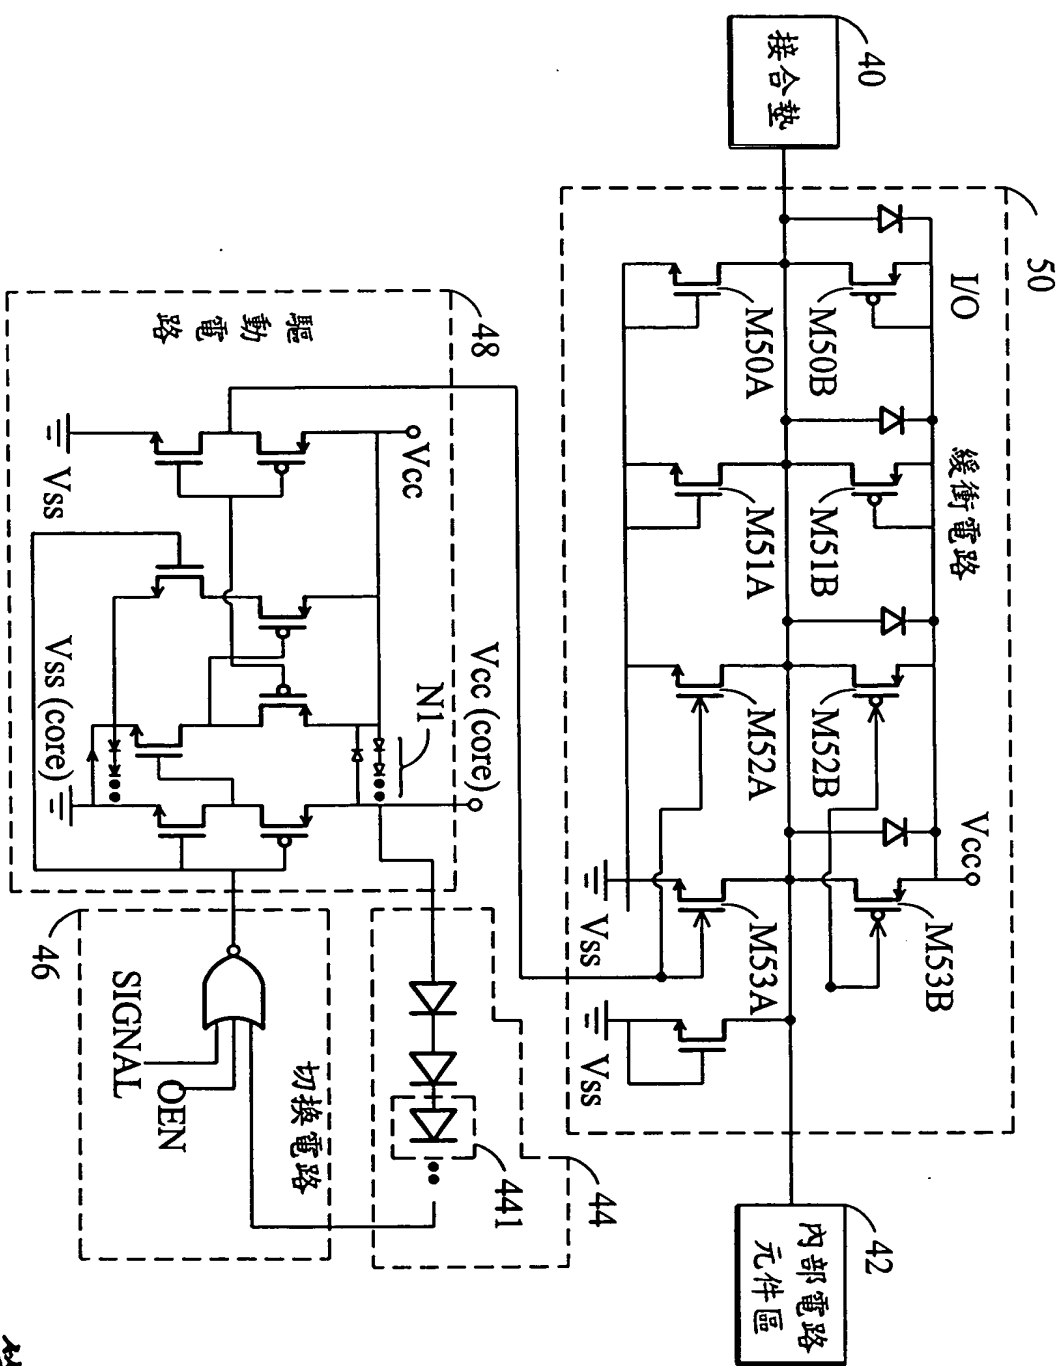 40
接合墊
50
I/O
緩衝電路
Vcc
M50B
M51B
M52B
M53B
M50A
M51A
M52A
M53A
Vss
Vss
42
內部電路
元件區
48
驅動電路
Vcc
Vss
N1
Vcc (core)
Vss (core)
44
441
46
切換電路
SIGNAL
OEN